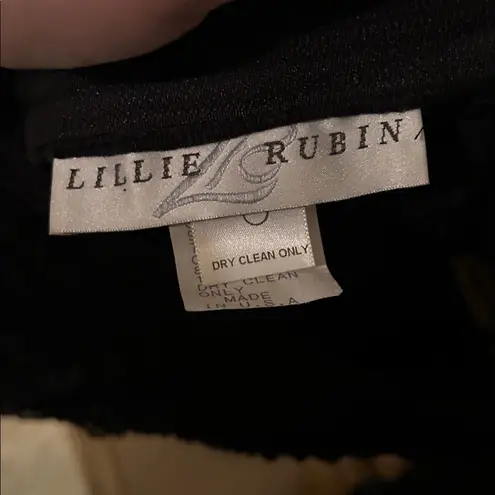 LILLIE RUBIN
DRY CLEAN ONLY
DRY CLEAN
ONLY
MADE
IN U.S.A